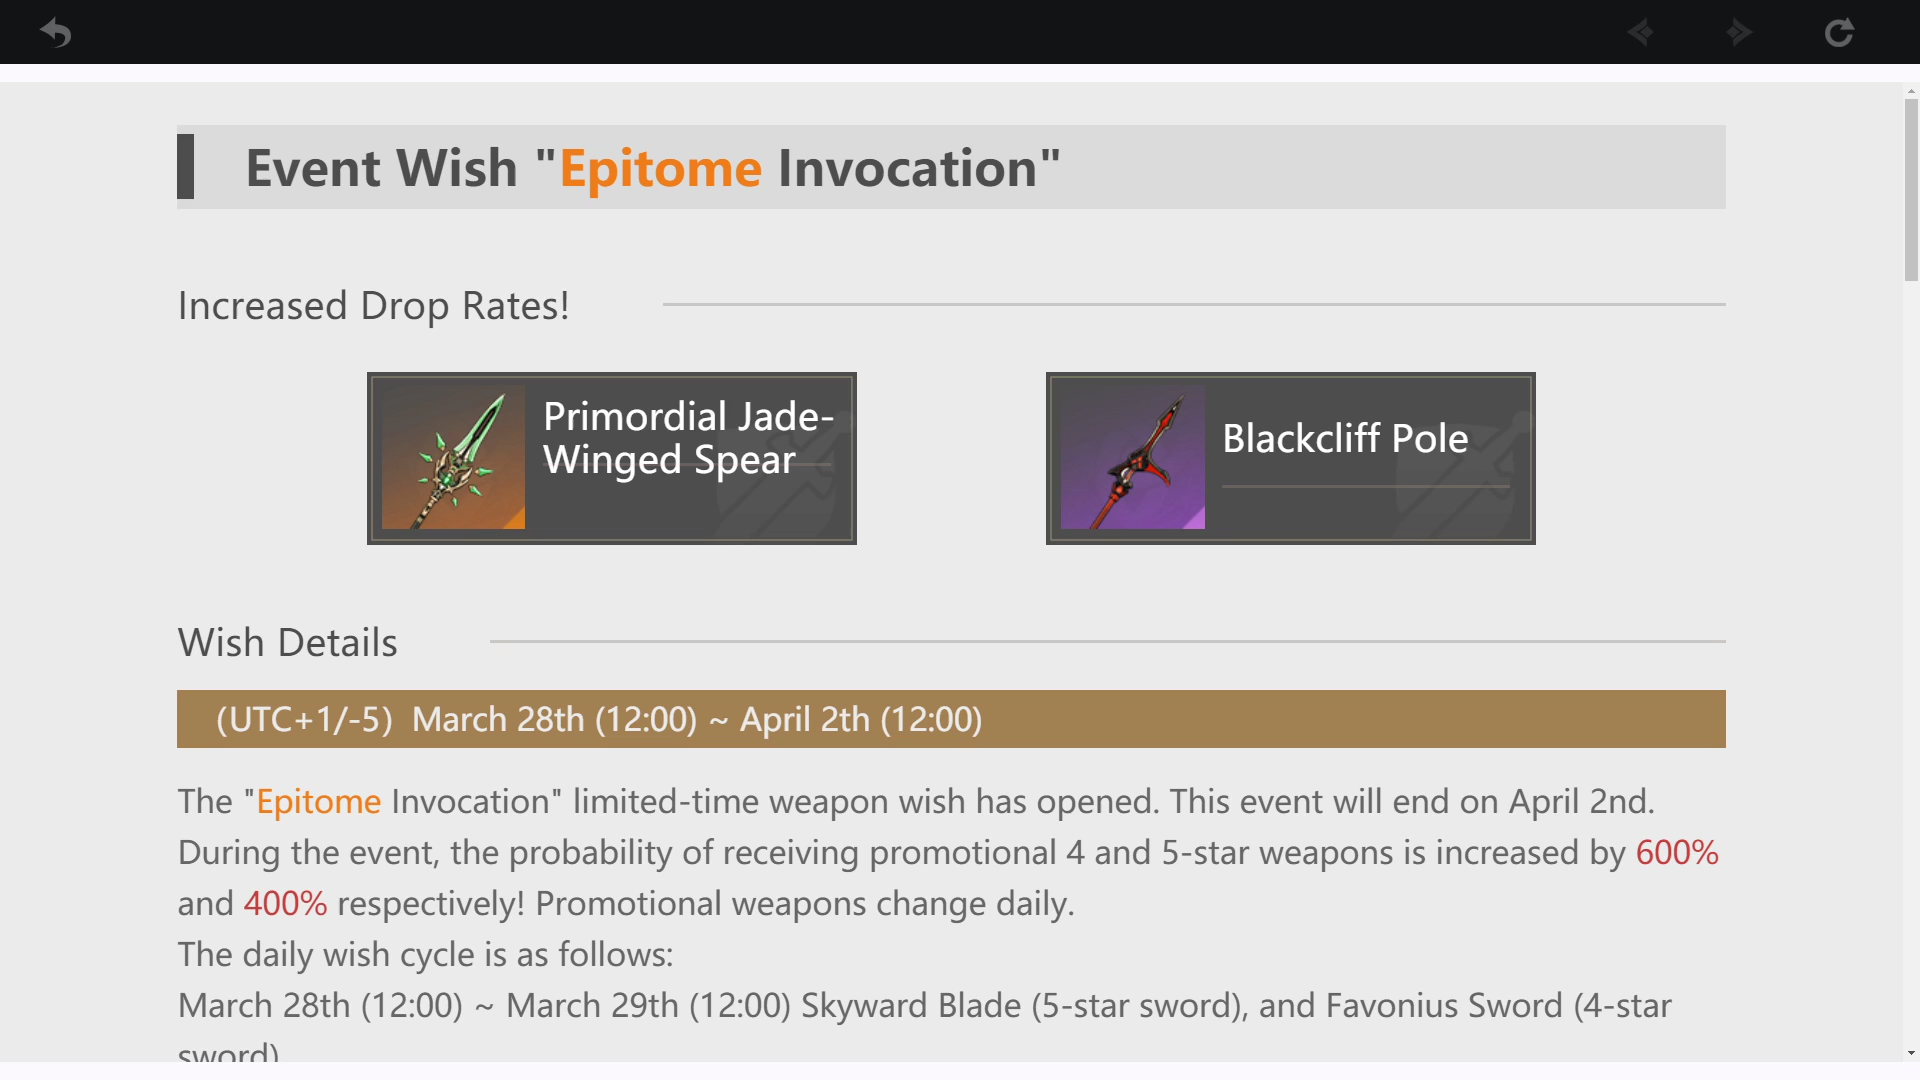 Event Wish "Epitome Invocation"
Increased Drop Rates!
Primordial Jade-
Winged Spear
Blackcliff Pole
Wish Details
(UTC+1/-5) March 28th (12:00) ~ April 2th (12:00)
The "Epitome Invocation" limited-time weapon wish has opened. This event will end on April 2nd.
During the event, the probability of receiving promotional 4 and 5-star weapons is increased by 600%
and 400% respectively! Promotional weapons change daily.
The daily wish cycle is as follows:
March 28th (12:00) ~ March 29th (12:00) Skyward Blade (5-star sword), and Favonius Sword (4-star
sword)